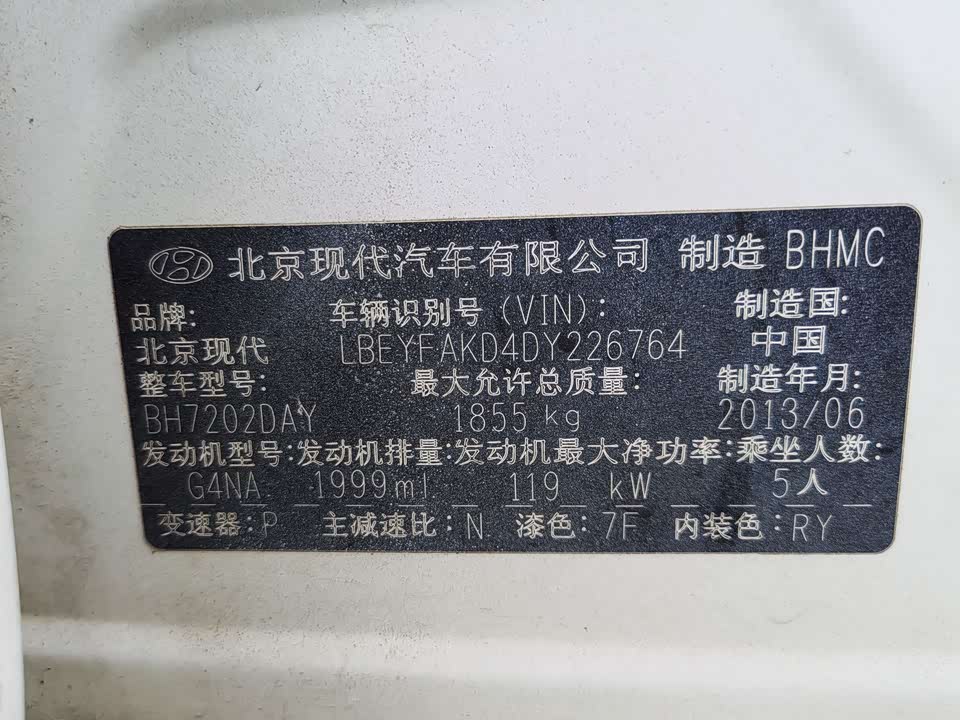 北京现代汽车有限公司 制造 BHMC
品牌: 车辆识别号 (VIN): 制造国:
北京现代 LBEYFAKD4DY226764 中国
整车型号: 最大允许总质量: 制造年月:
BH7202DAY 1855 kg 2013/06
发动机型号: 发动机排量: 发动机最大净功率: 乘坐人数:
G4NA 1999ml 119 kW 5人
变速器: P 主减速比: N 漆色: 7F 内装色: RY